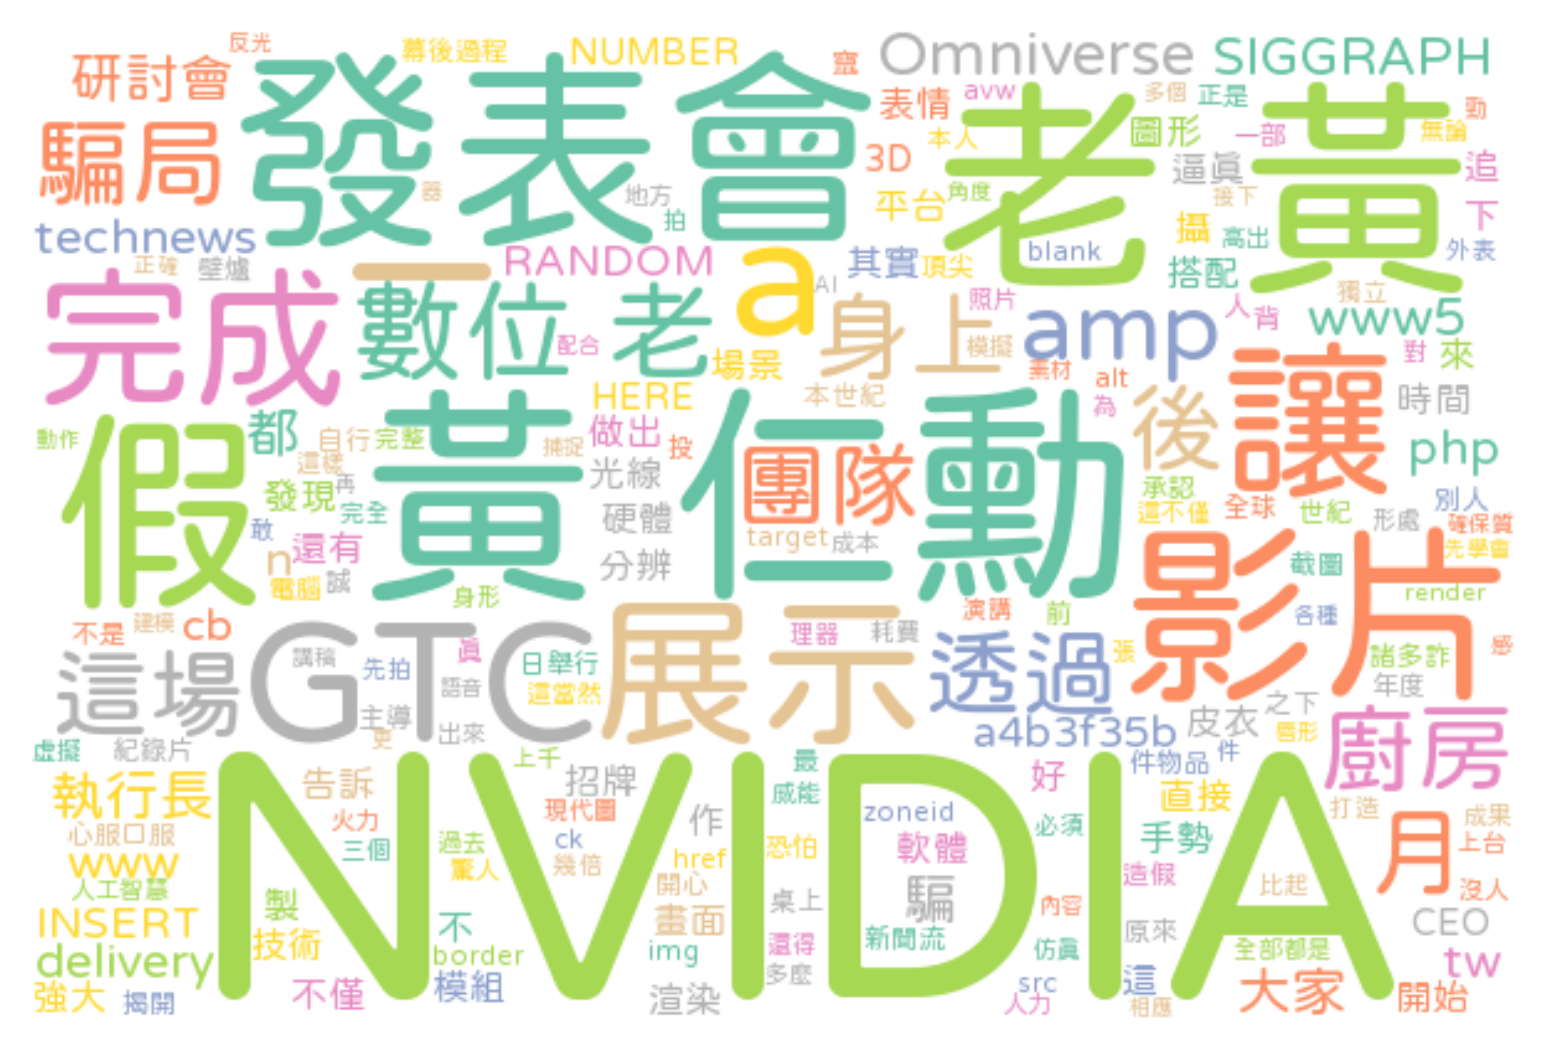 反光
幕後過程
NUMBER
Omniverse
SIGGRAPH
研討會
發表會
表情
avw
多個
正是
老黃
騙局
3D
本人
圖形
一部
無論
追
逼真
地方
拍
器
平台
角度
接下
攝
下
technews
高出
外表
blank
正確
壁爐
一
RANDOM
a
其實
頂尖
搭配
完成
數位
老
AI
身上
照片
amp
人
背
獨立
www5
配合
模擬
場景
素材
alt
讓
對
來
HERE
本世紀
為
後
時間
假
動作
都
自行
完整
黃仁勳
捕捉
做出
投
團隊
php
這樣
再
發現
光線
完全
硬體
承認
這不僅
全球
世紀
別人
形處
確保質
敢
還有
target
成本
先學會
n
誠
分辨
影片
截圖
電腦
身形
render
不是
建模
cb
展示
演講
前
各種
理器
耗費
這場
GTC
講稿
先拍
真
日舉行
語音
這當然
透過
張
諸多詐
感
年度
主導
更
出來
a4b3f35b
皮衣
之下
唇形
廚房
虛擬
紀錄片
NVIDIA
上千
最
件物品
件
執行長
告訴
招牌
威能
好
直接
打造
成果
現代圖
火力
作
zoneid
必須
手勢
月
上台
心服口服
三個
過去
ck
幾倍
驚人
href
恐怕
軟體
www
人工智慧
開心
騙
造假
比起
沒人
製
桌上
內容
INSERT
畫面
CEO
不
原來
技術
border
img
還得
新聞流
仿真
全部都是
delivery
tw
多麼
強大
揭開
不僅
模組
渲染
src
這
人力
相應
大家
開始